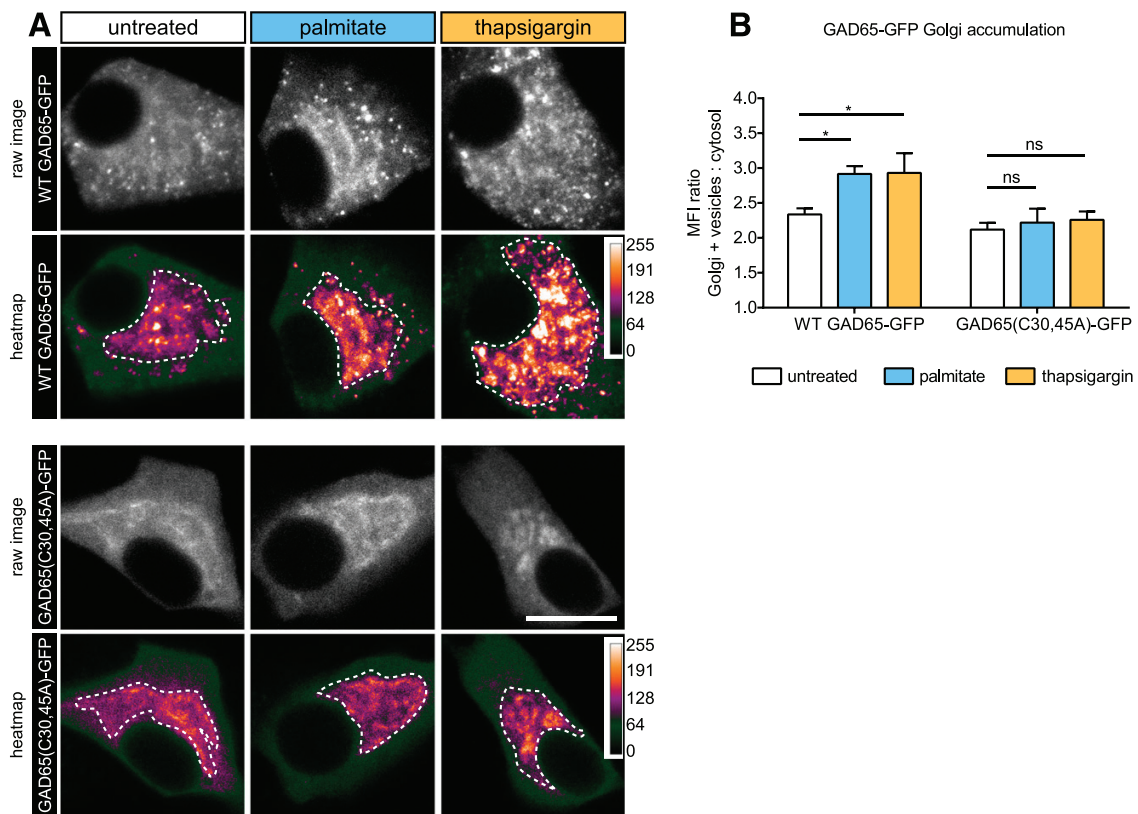 A
untreated
palmitate
thapsigargin
raw image
WT GAD65-GFP
heatmap
WT GAD65-GFP
255
191
128
64
0
raw image
GAD65(C30,45A)-GFP
heatmap
GAD65(C30,45A)-GFP
255
191
128
64
0
B
GAD65-GFP Golgi accumulation
MFI ratio
Golgi + vesicles : cytosol
4.0
3.5
3.0
2.5
2.0
1.5
1.0
*
*
ns
ns
WT GAD65-GFP
GAD65(C30,45A)-GFP
untreated
palmitate
thapsigargin